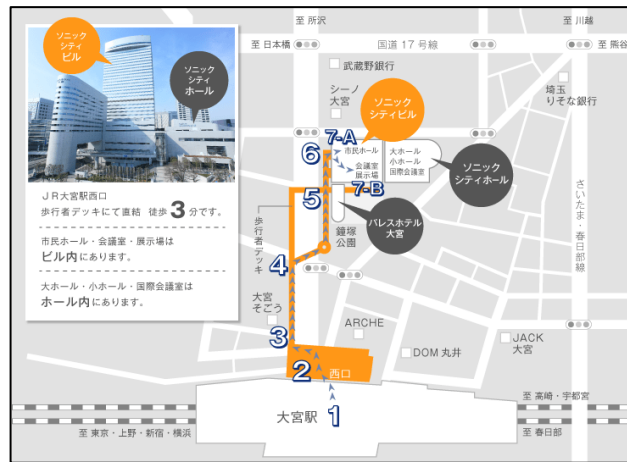 ソニック
シティ
ビル
ソニック
シティ
ホール
JR大宮駅西口
歩行者デッキにて直結 徒歩3分です。
市民ホール・会議室・展示場は
ビル内にあります。
大ホール・小ホール・国際会議室は
ホール内にあります。
至 所沢
至 川越
至 日本橋
国道17号線
至 熊谷
武蔵野銀行
シーノ
大宮
ソニック
シティビル
埼玉
りそな銀行
7-A
6
市民ホール
会議室
展示場
大ホール
小ホール
国際会議室
ソニック
シティホール
5
7-B
さいたま・春日部線
歩行者デッキ
鐘塚
公園
パレスホテル
大宮
4
大宮
そごう
3
ARCHE
JACK
大宮
DOM 丸井
2
西口
1
大宮駅
至 高崎・宇都宮
至 東京・上野・新宿・横浜
至 春日部